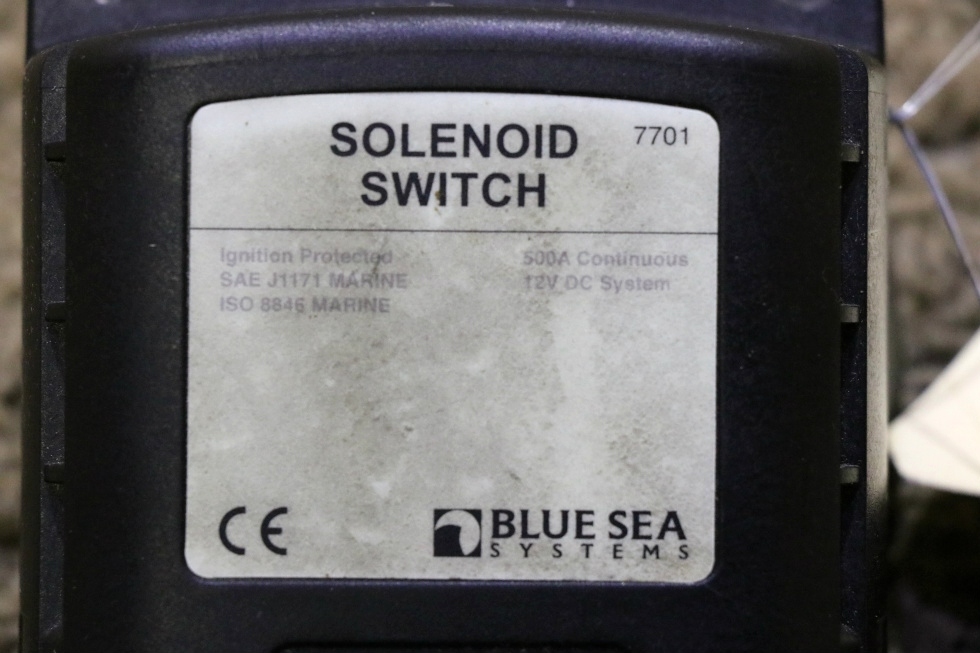 SOLENOID 7701
SWITCH
Ignition Protected 500A Continuous
SAE J1171 MARINE 12V DC System
ISO 8846 MARINE
CE BLUE SEA
SYSTEMS